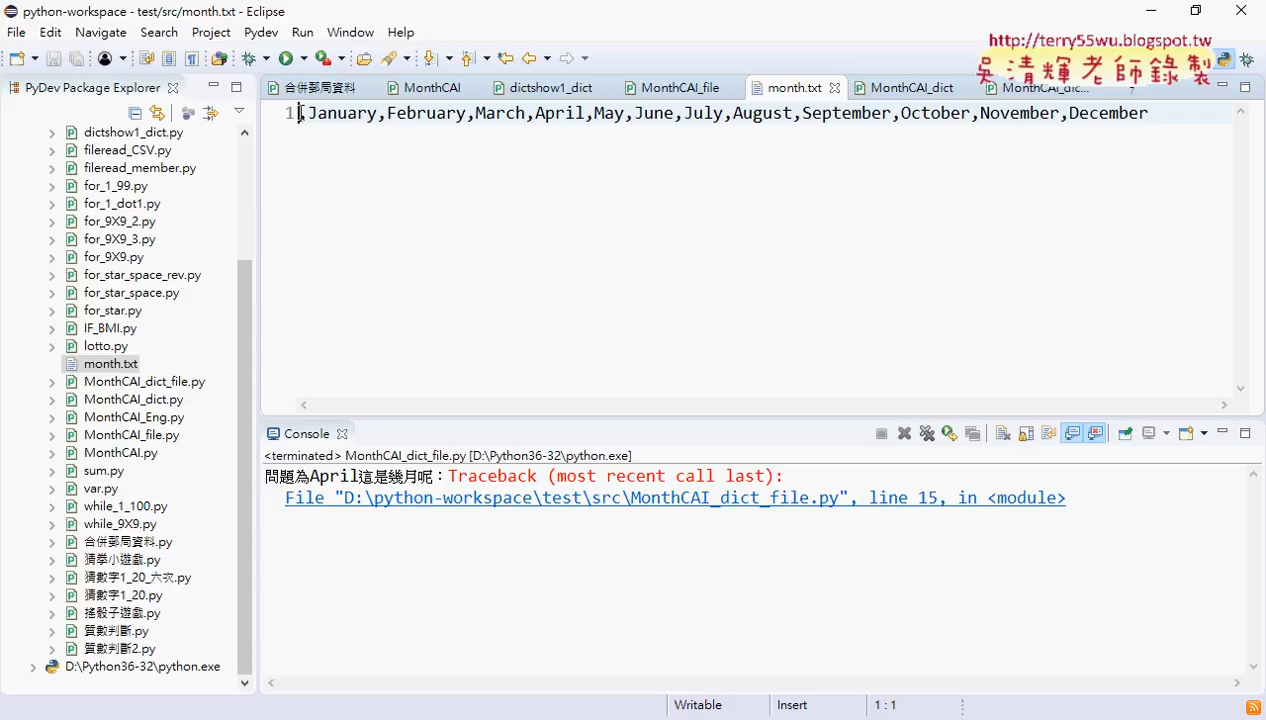 python-workspace - test/src/month.txt - Eclipse
File Edit Navigate Search Project Pydev Run Window Help
http://terry55wu.blogspot.tw
吳清輝老師錄製
PyDev Package Explorer
合併郵局資料 MonthCAI dictshow1_dict MonthCAI_file month.txt MonthCAI_dict MonthCAI_dic...
1 ,January,February,March,April,May,June,July,August,September,October,November,December
dictshow1_dict.py
fileread_CSV.py
fileread_member.py
for_1_99.py
for_1_dot1.py
for_9X9_2.py
for_9X9_3.py
for_9X9.py
for_star_space_rev.py
for_star_space.py
for_star.py
IF_BMI.py
lotto.py
month.txt
MonthCAI_dict_file.py
MonthCAI_dict.py
MonthCAI_Eng.py
MonthCAI_file.py
MonthCAI.py
sum.py
var.py
while_1_100.py
while_9X9.py
合併郵局資料.py
猜拳小遊戲.py
猜數字1_20_六次.py
猜數字1_20.py
搖骰子遊戲.py
質數判斷.py
質數判斷2.py
D:\Python36-32\python.exe
Console
<terminated> MonthCAI_dict_file.py [D:\Python36-32\python.exe]
問題為April這是幾月呢：Traceback (most recent call last):
File "D:\python-workspace\test\src\MonthCAI_dict_file.py", line 15, in <module>
Writable Insert 1 : 1